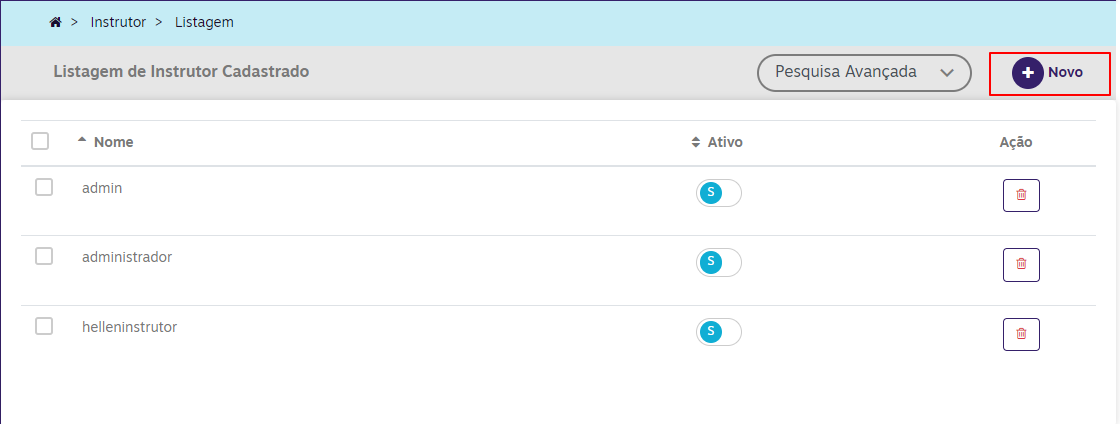 > Instrutor > Listagem
Listagem de Instrutor Cadastrado Pesquisa Avançada Novo
Nome Ativo Ação
admin S
administrador S
helleninstrutor S